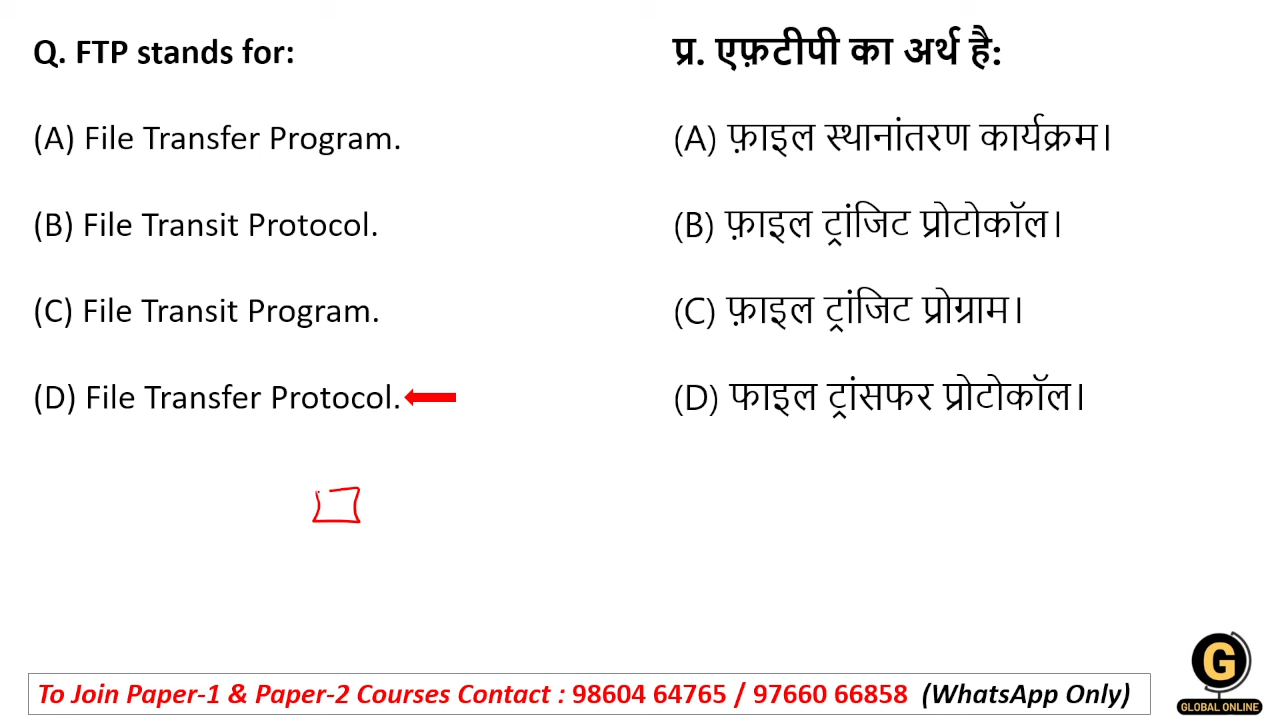 Q. FTP stands for:
(A) File Transfer Program.
(B) File Transit Protocol.
(C) File Transit Program.
(D) File Transfer Protocol.
प्र. एफ़टीपी का अर्थ है:
(A) फ़ाइल स्थानांतरण कार्यक्रम।
(B) फ़ाइल ट्रांजिट प्रोटोकॉल।
(C) फ़ाइल ट्रांजिट प्रोग्राम।
(D) फाइल ट्रांसफर प्रोटोकॉल।
To Join Paper-1 & Paper-2 Courses Contact : 98604 64765 / 97660 66858 (WhatsApp Only)
G
GLOBAL ONLINE